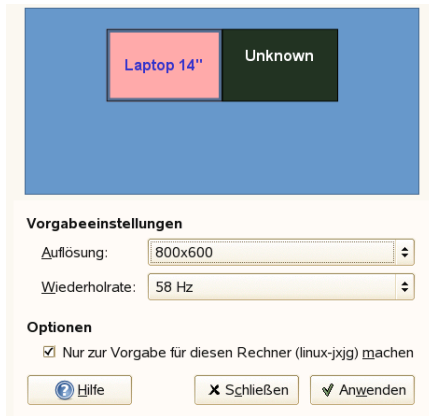 Laptop 14"
Unknown
Vorgabeeinstellungen
Auflösung: 800x600
Wiederholrate: 58 Hz
Optionen
Nur zur Vorgabe für diesen Rechner (linux-jxjg) machen
Hilfe Schließen Anwenden